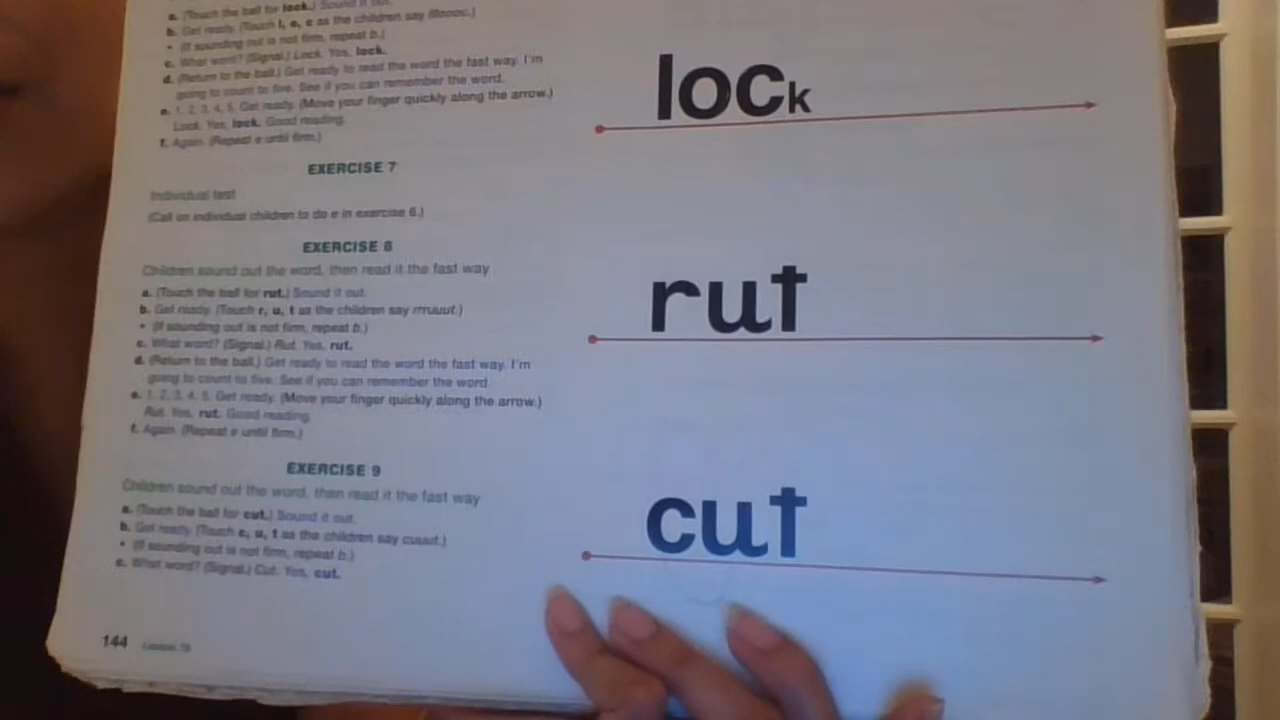 a. (Touch the ball for lock.) Sound it out.
b. Get ready. (Touch l, o, c as the children say lloooc.)
• (If sounding out is not firm, repeat b.)
c. What word? (Signal.) Lock. Yes, lock.
d. (Return to the ball.) Get ready to read the word the fast way. I'm
going to count to five. See if you can remember the word.
e. 1, 2, 3, 4, 5. Get ready. (Move your finger quickly along the arrow.)
Lock. Yes, lock. Good reading.
f. Again. (Repeat e until firm.)
EXERCISE 7
Individual test
(Call on individual children to do e in exercise 6.)
EXERCISE 8
Children sound out the word, then read it the fast way
a. (Touch the ball for rut.) Sound it out.
b. Get ready. (Touch r, u, t as the children say rrruuut.)
• (If sounding out is not firm, repeat b.)
c. What word? (Signal.) Rut. Yes, rut.
d. (Return to the ball.) Get ready to read the word the fast way. I'm
going to count to five. See if you can remember the word.
e. 1, 2, 3, 4, 5. Get ready. (Move your finger quickly along the arrow.)
Rut. Yes, rut. Good reading.
f. Again. (Repeat e until firm.)
EXERCISE 9
Children sound out the word, then read it the fast way
a. (Touch the ball for cut.) Sound it out.
b. Get ready. (Touch c, u, t as the children say cuuut.)
• (If sounding out is not firm, repeat b.)
c. What word? (Signal.) Cut. Yes, cut.
144 Lesson
lock
rut
cut